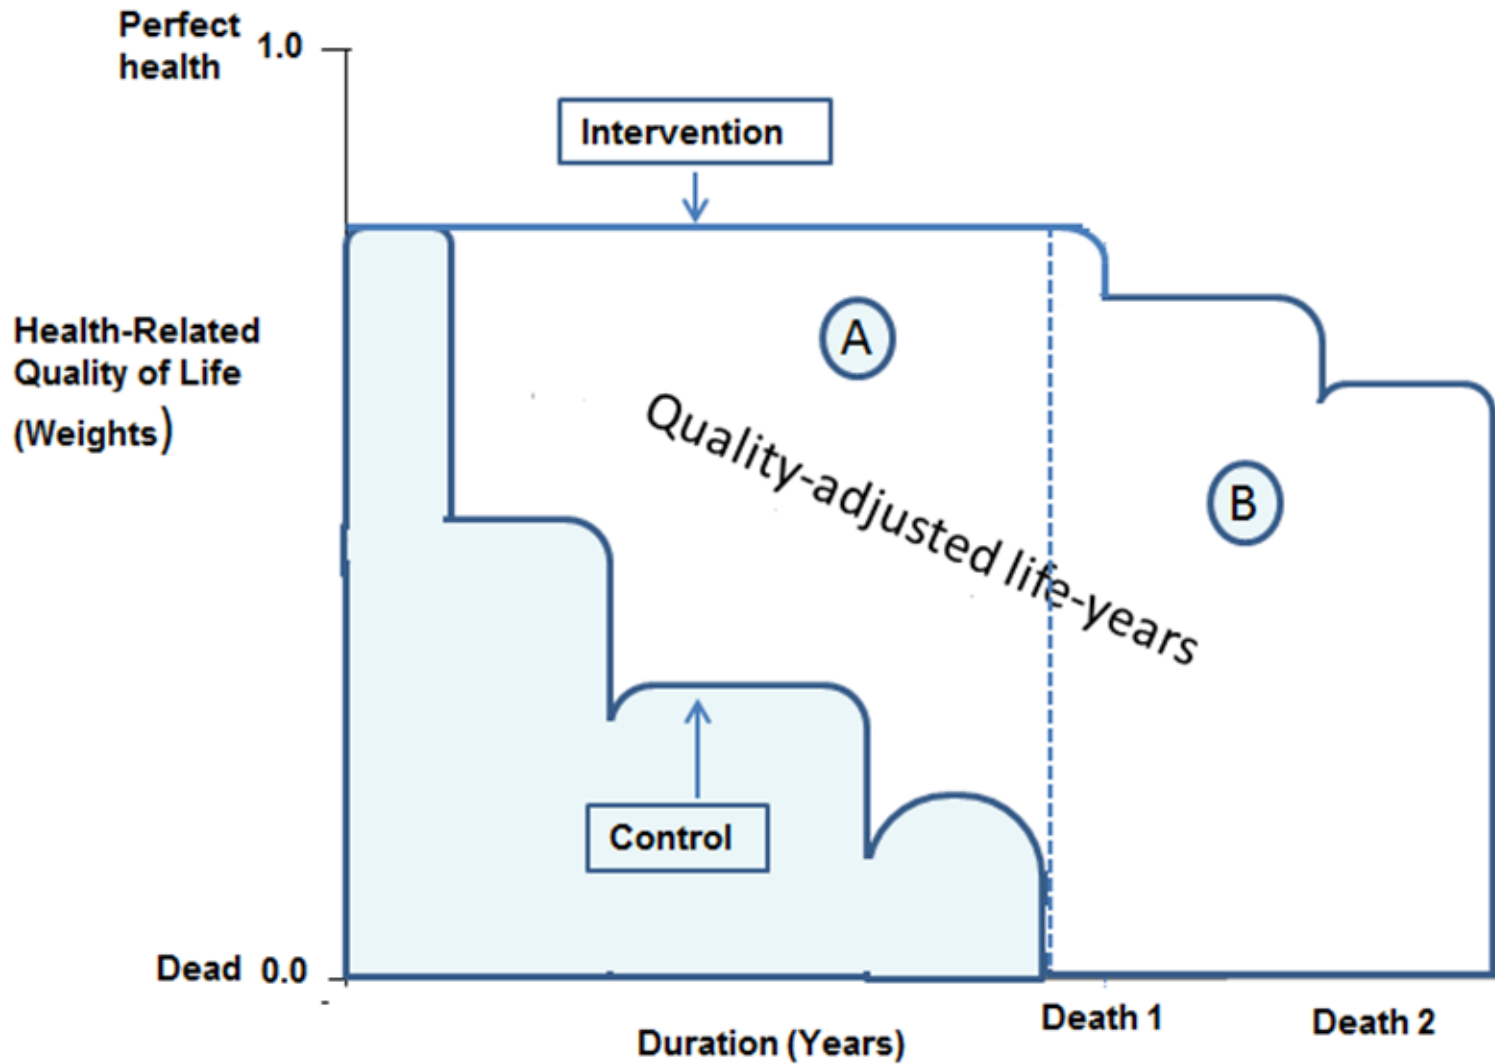 Perfect
health
1.0
Intervention
Health-Related
Quality of Life
(Weights)
A
Quality-adjusted life-years
B
Control
Dead 0.0
-
Death 1
Death 2
Duration (Years)